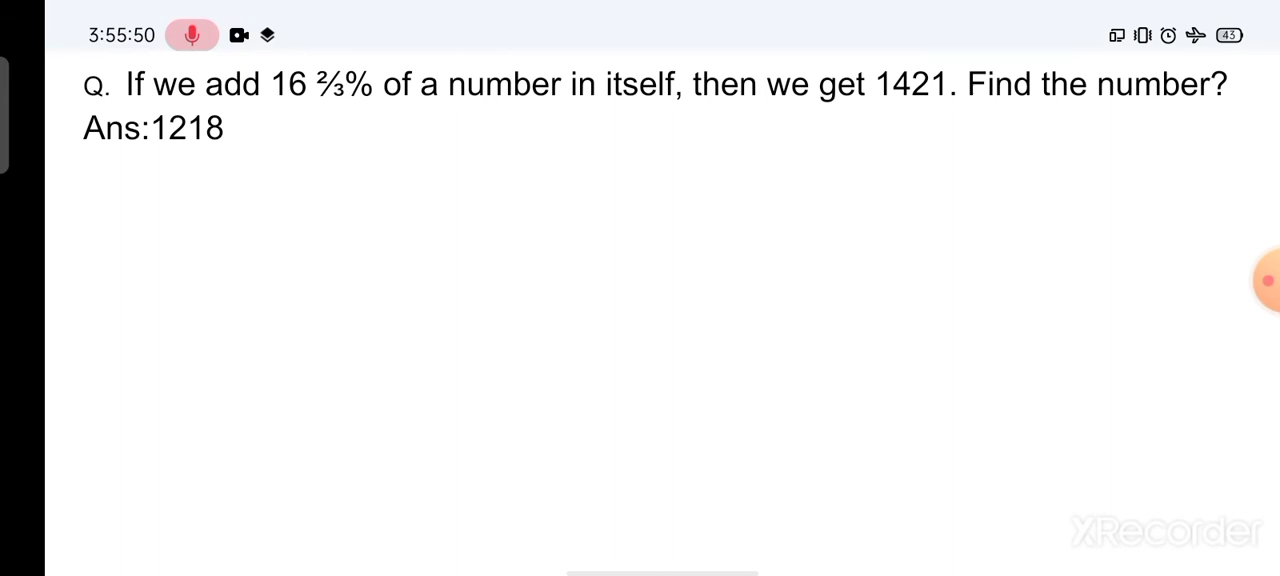 3:55:50 43
Q. If we add 16 ⅔% of a number in itself, then we get 1421. Find the number?
Ans:1218
XRecorder